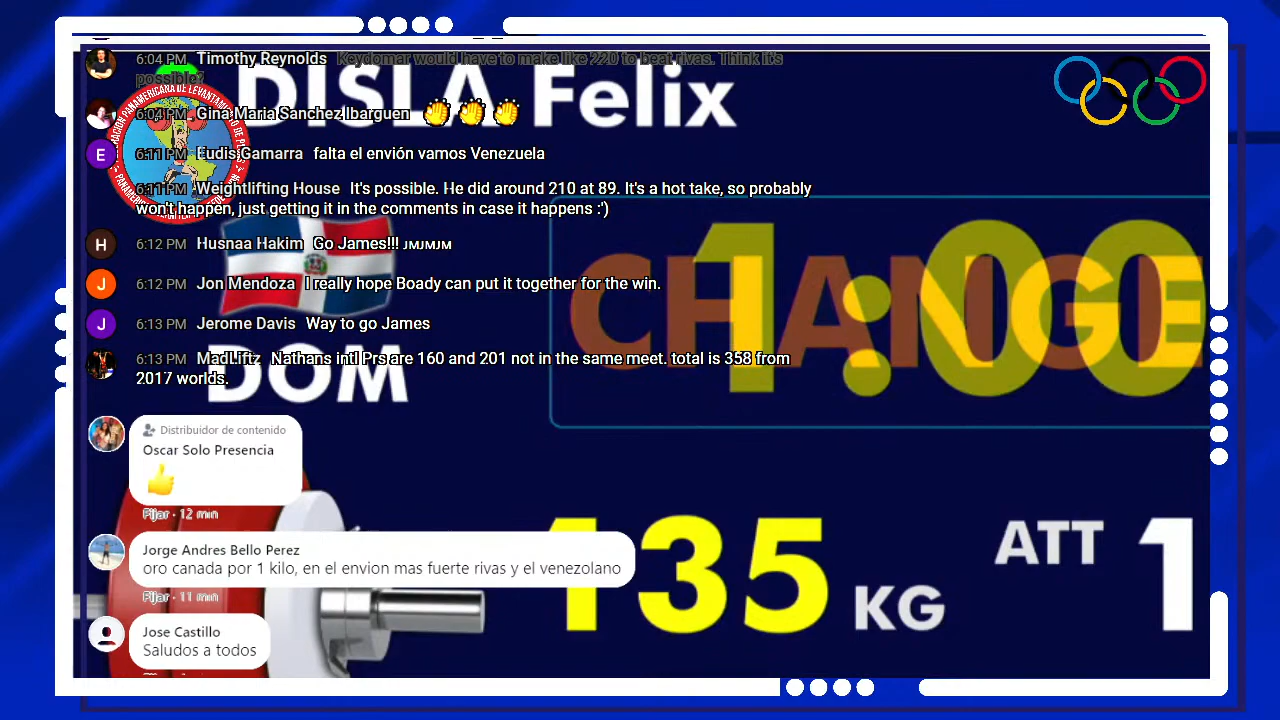 6:04 PM Timothy Reynolds Keydomar would have to make like 220 to beat rivas. Think it's
possible?
DISLA Felix
6:04 PM Gina Maria Sanchez Ibarguen 👏 👏 👏
E 6:11 PM Eudis Gamarra falta el envión vamos Venezuela
6:11 PM Weightlifting House It's possible. He did around 210 at 89. It's a hot take, so probably
won't happen, just getting it in the comments in case it happens :')
H 6:12 PM Husnaa Hakim Go James!!! JMJMJM
J 6:12 PM Jon Mendoza I really hope Boady can put it together for the win.
CHANGE
1:00
J 6:13 PM Jerome Davis Way to go James
6:13 PM MadLiftz Nathans intl Prs are 160 and 201 not in the same meet. total is 358 from
2017 worlds.
DOM
Distribuidor de contenido
Oscar Solo Presencia
👍
Fijar · 12 min
135 KG ATT 1
Jorge Andres Bello Perez
oro canada por 1 kilo, en el envion mas fuerte rivas y el venezolano
Fijar · 11 min
Jose Castillo
Saludos a todos